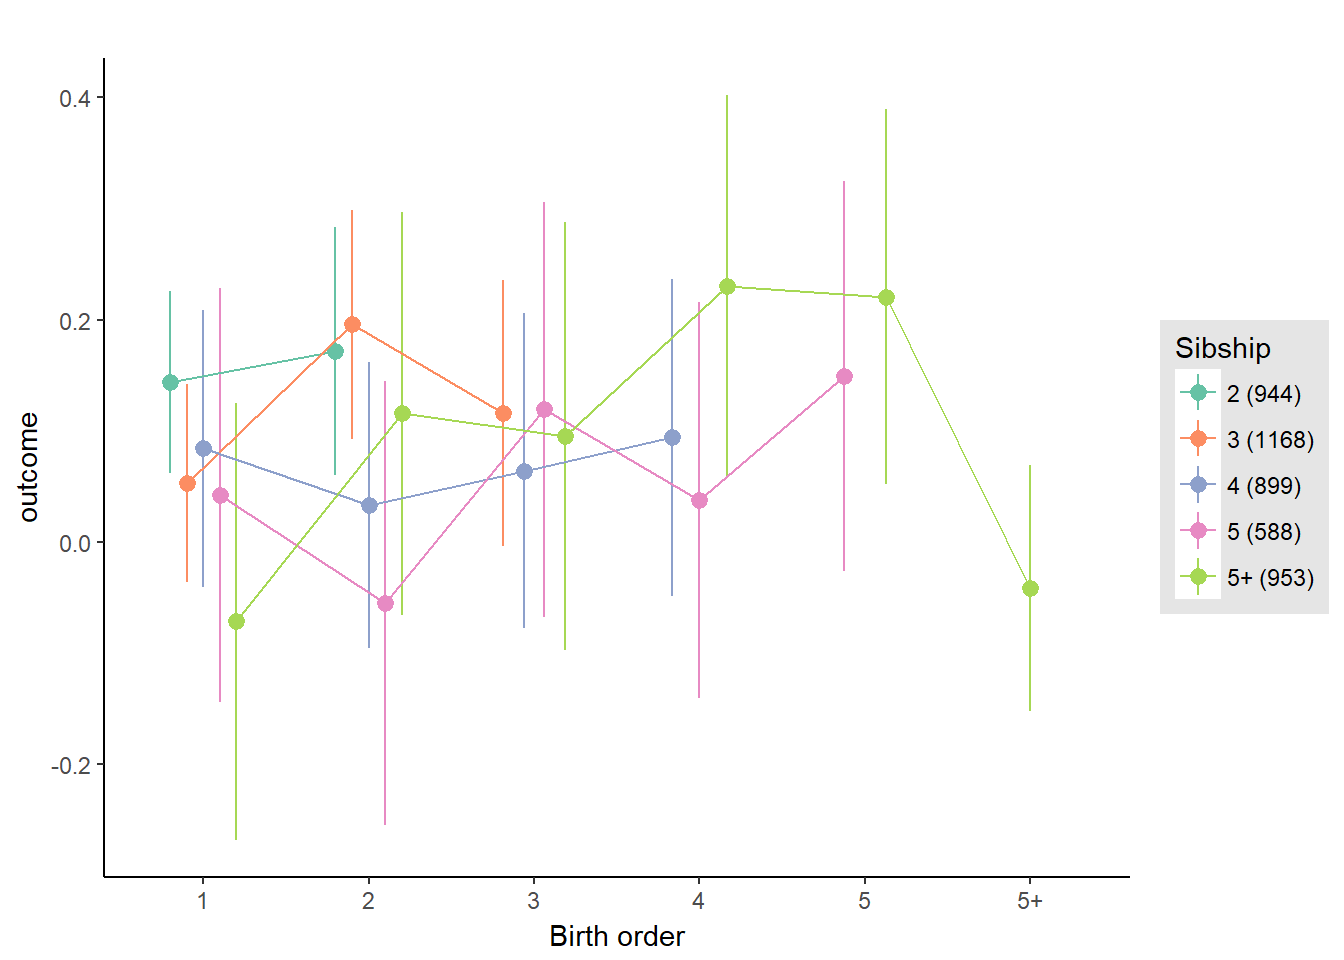 0.4
0.2
0.0
-0.2
outcome
1 2 3 4 5 5+
Birth order
Sibship
2 (944)
3 (1168)
4 (899)
5 (588)
5+ (953)